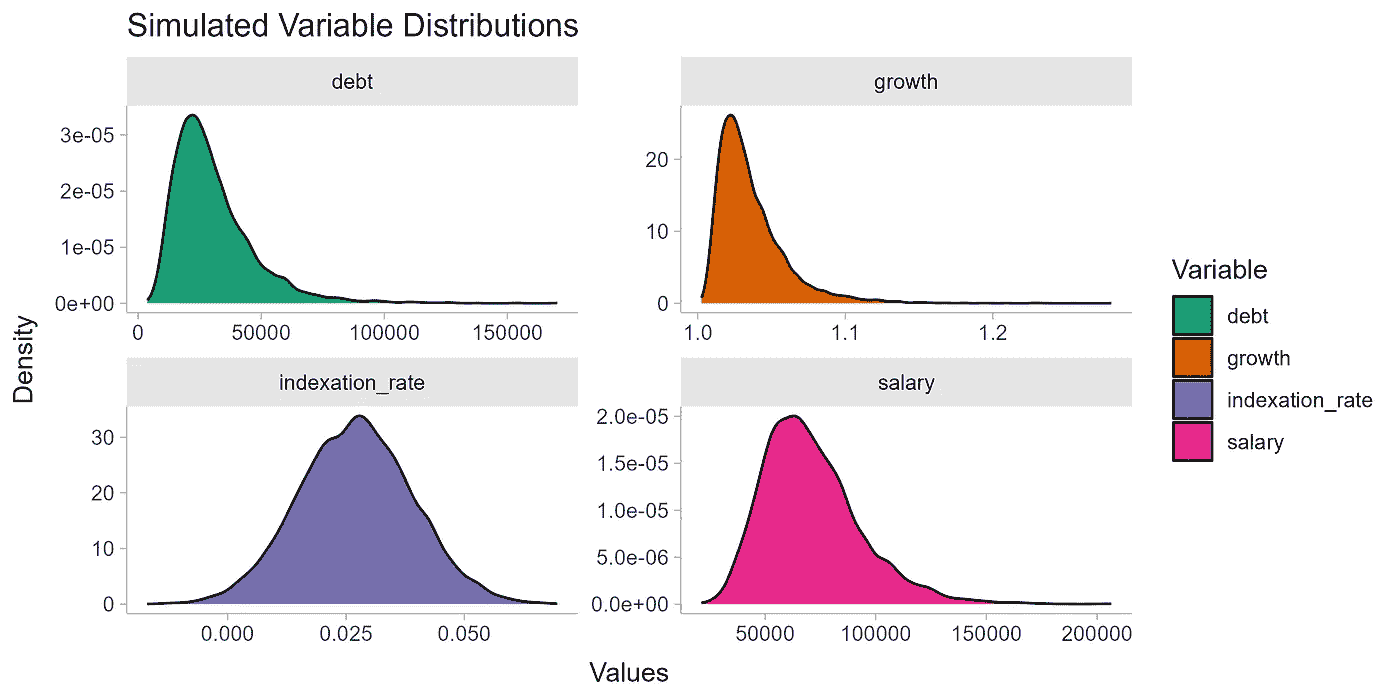 Simulated Variable Distributions
debt
growth
3e-05
2e-05
1e-05
0e+00
0 50000 100000 150000
20
10
0
1.0 1.1 1.2
indexation_rate
salary
30
20
10
0
0.000 0.025 0.050
2.0e-05
1.5e-05
1.0e-05
5.0e-06
0.0e+00
50000 100000 150000 200000
Density
Values
Variable
debt
growth
indexation_rate
salary